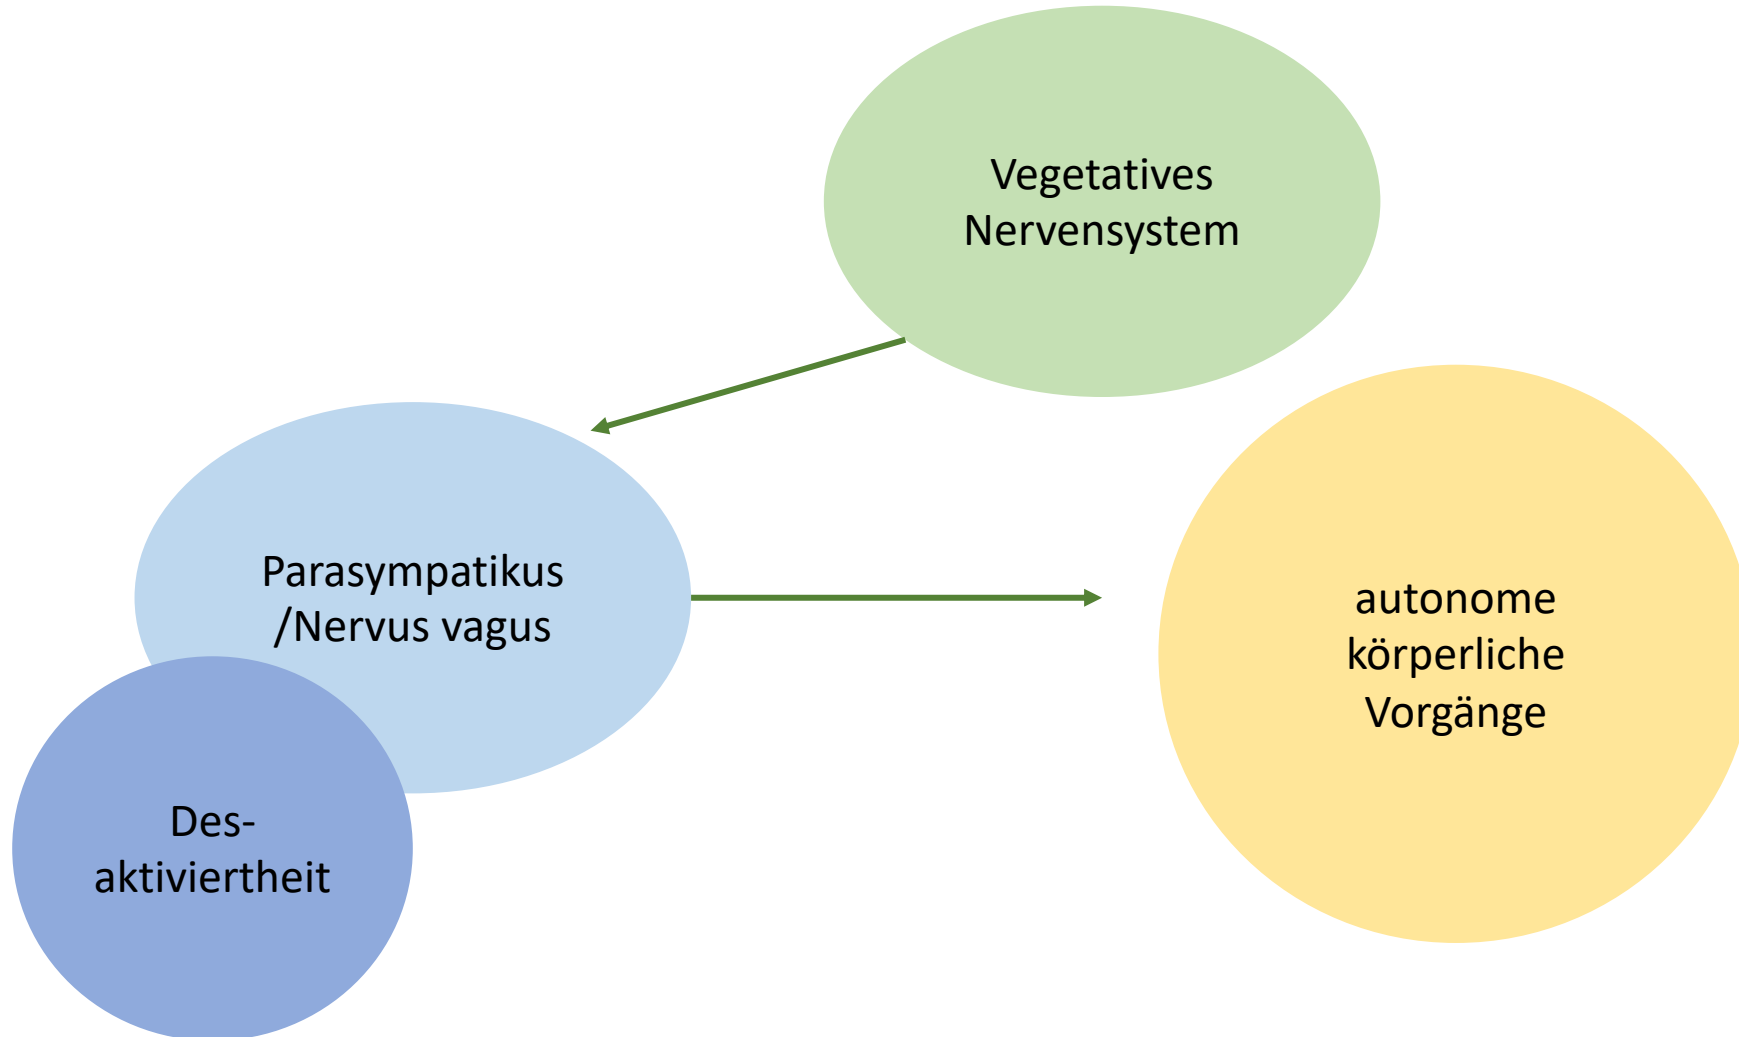 Vegetatives
Nervensystem
Parasympatikus
/Nervus vagus
autonome
körperliche
Vorgänge
Des-
aktiviertheit